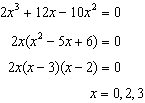 2x³ + 12x − 10x² = 0
2x(x² − 5x + 6) = 0
2x(x − 3)(x − 2) = 0
x = 0, 2, 3